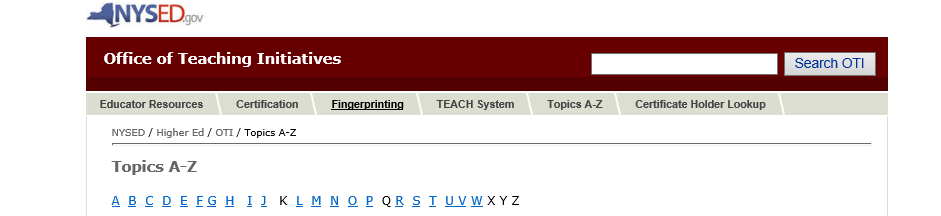 NYSED.gov
Office of Teaching Initiatives
Search OTI
Educator Resources Certification Fingerprinting TEACH System Topics A-Z Certificate Holder Lookup
NYSED / Higher Ed / OTI / Topics A-Z
Topics A-Z
A B C D E F G H I J K L M N O P Q R S T U V W X Y Z